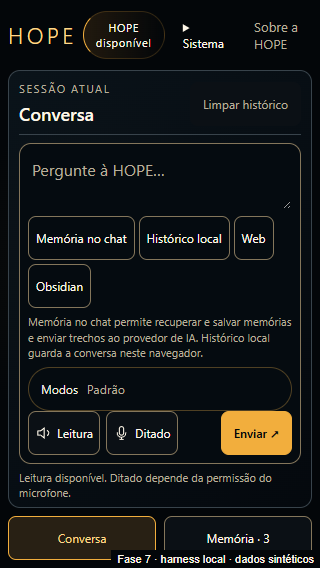 HOPE
HOPE
disponível
▶
Sistema
Sobre a
HOPE
SESSÃO ATUAL
Conversa
Limpar histórico
Pergunte à HOPE...
Memória no chat
Histórico local
Web
Obsidian
Memória no chat permite recuperar e salvar memórias
e enviar trechos ao provedor de IA. Histórico local
guarda a conversa neste navegador.
Modos Padrão
Leitura
Ditado
Enviar ↗
Leitura disponível. Ditado depende da permissão do
microfone.
Conversa
Memória · 3
Fase 7 · harness local · dados sintéticos